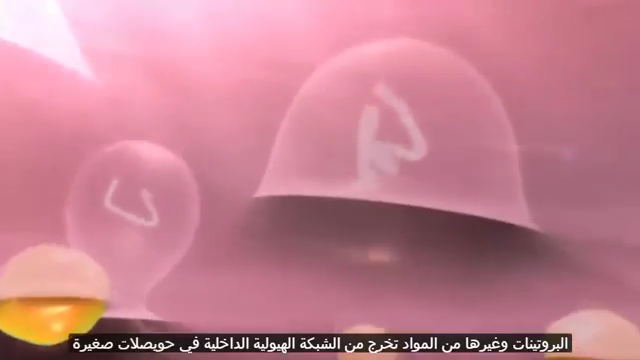 البروتينات وغيرها من المواد تخرج من الشبكة الهيولية الداخلية في حويصلات صغيرة